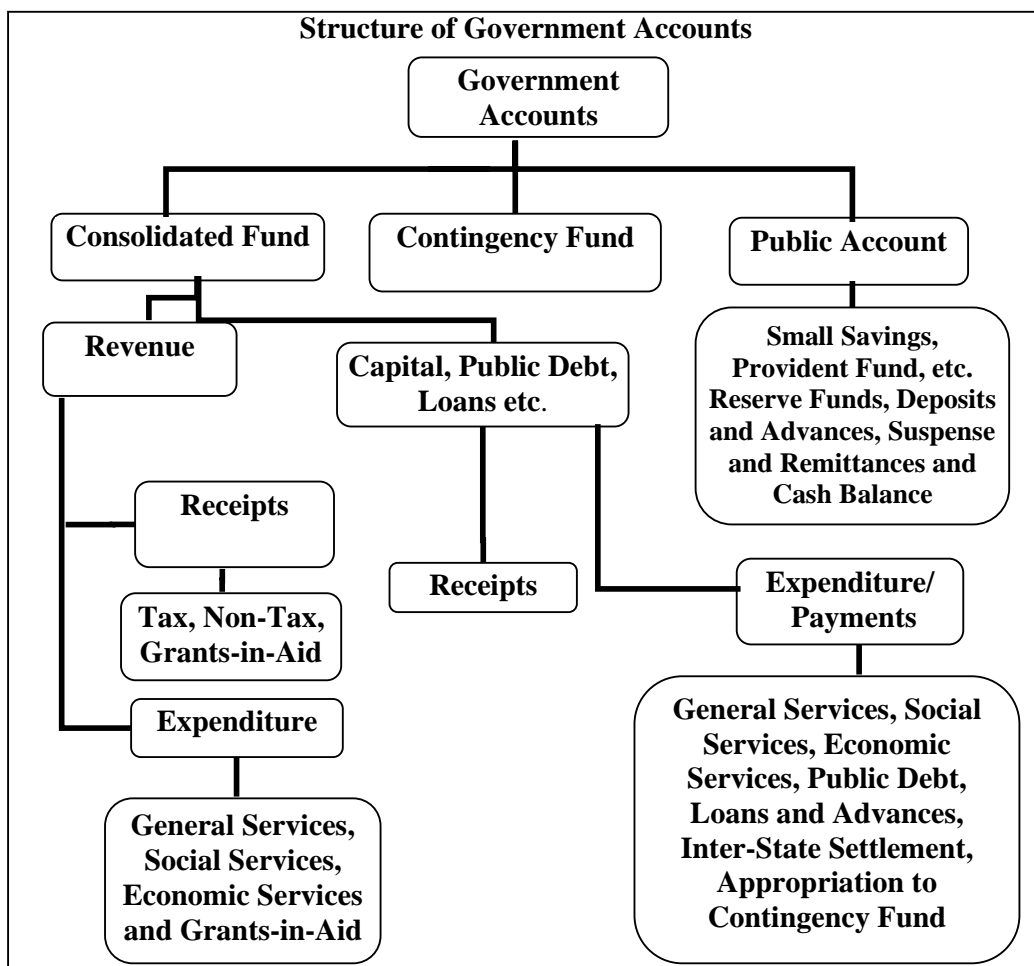 Structure of Government Accounts
Government
Accounts
Consolidated Fund
Contingency Fund
Public Account
Revenue
Capital, Public Debt,
Loans etc.
Small Savings,
Provident Fund, etc.
Reserve Funds, Deposits
and Advances, Suspense
and Remittances and
Cash Balance
Receipts
Tax, Non-Tax,
Grants-in-Aid
Receipts
Expenditure/
Payments
Expenditure
General Services,
Social Services,
Economic Services
and Grants-in-Aid
General Services, Social
Services, Economic
Services, Public Debt,
Loans and Advances,
Inter-State Settlement,
Appropriation to
Contingency Fund